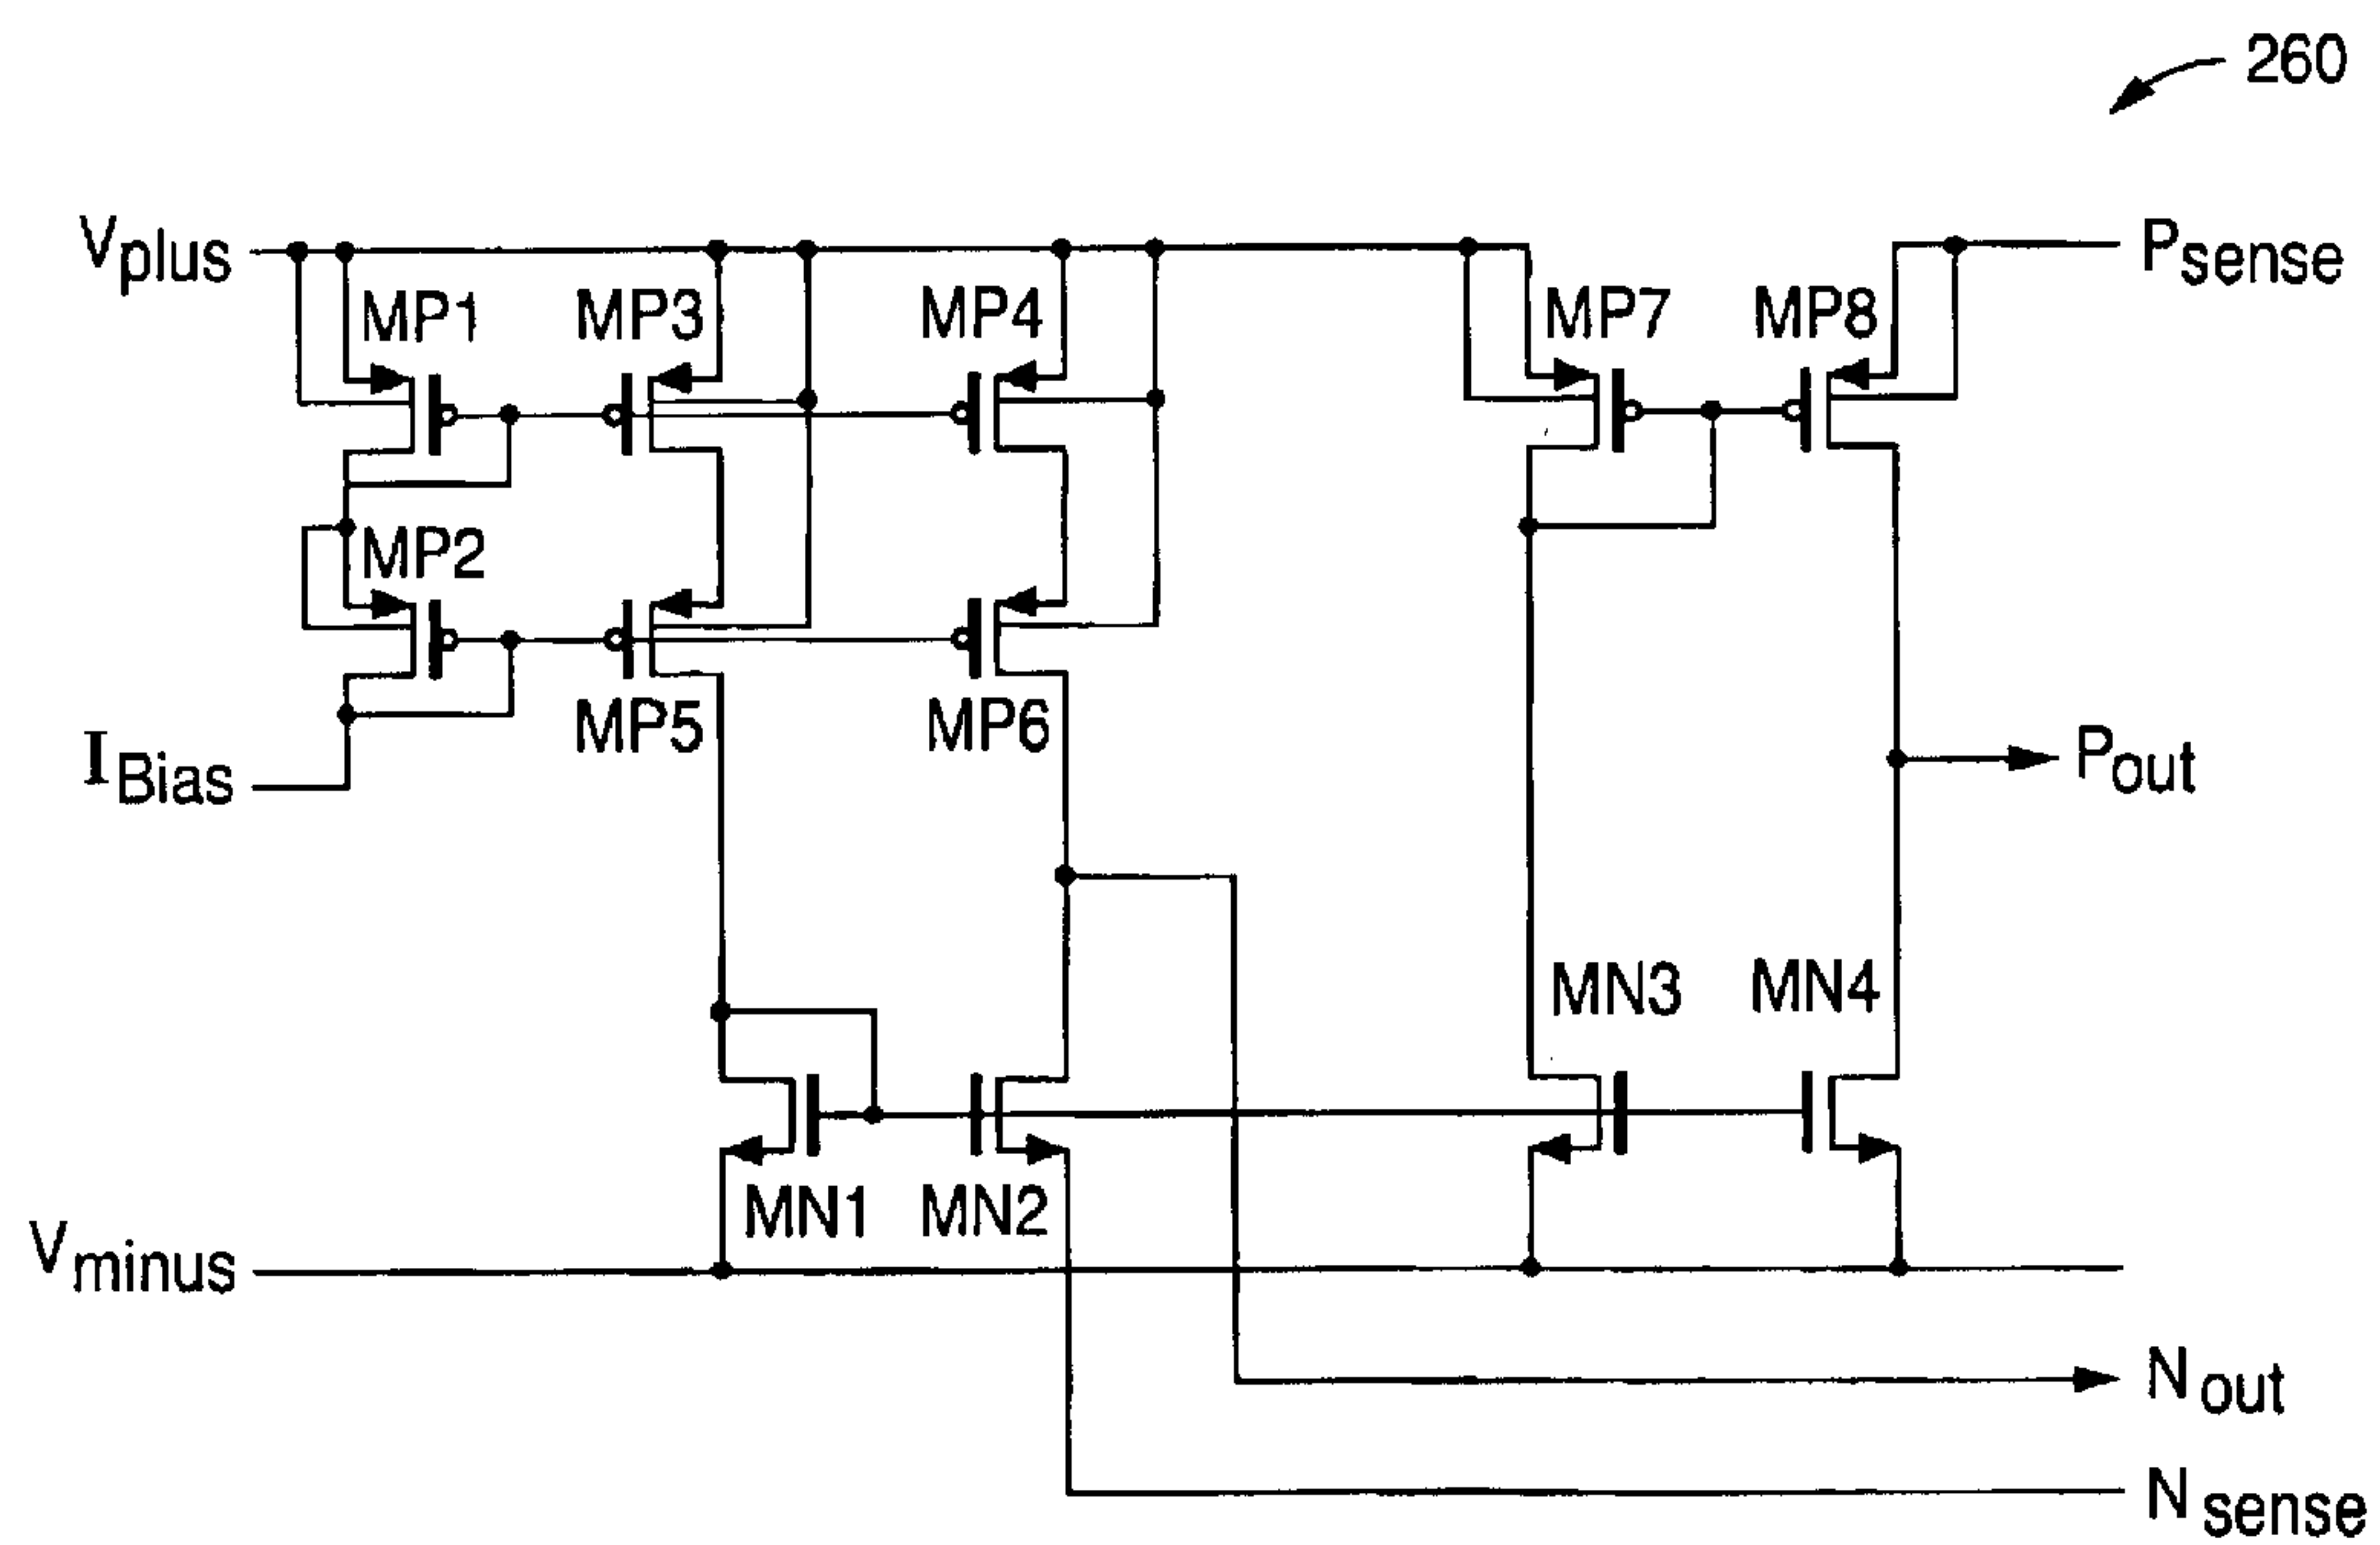 260
Vplus
Psense
MP1
MP3
MP4
MP7
MP8
MP2
IBias
MP5
MP6
Pout
MN3
MN4
MN1
MN2
Vminus
Nout
Nsense